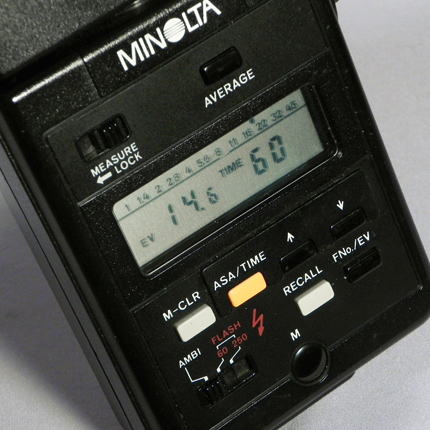 MINOLTA
AVERAGE
MEASURE
LOCK
1 1.4 2 2.8 4 5.6 8 11 16 22 32 45
EV 14.6 TIME 60
ASA/TIME
M-CLR
RECALL
FNo./EV
AMBI
FLASH
60 250
M